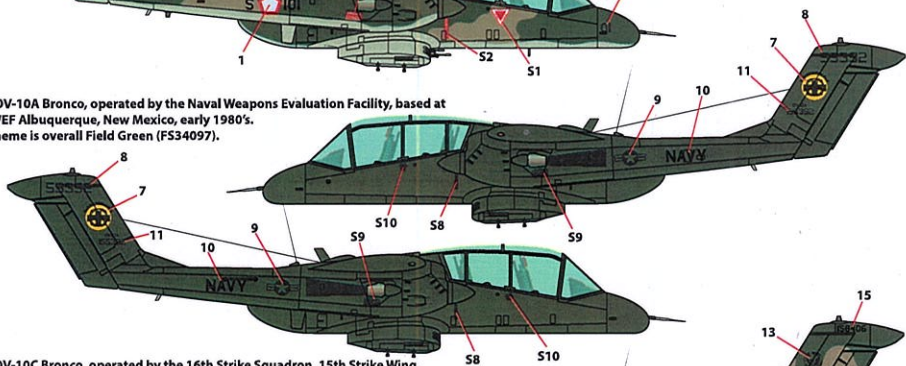 S 101
1
S2
S1
OV-10A Bronco, operated by the Naval Weapons Evaluation Facility, based at
EF Albuquerque, New Mexico, early 1980's.
eme is overall Field Green (FS34097).
8
7
11
9
10
NAVY
S10
S8
S9
8
7
11
10
9
S9
NAVY
S8
S10
15
13
OV-10C Bronco, operated by the 16th Strike Squadron, 15th Strike Wing